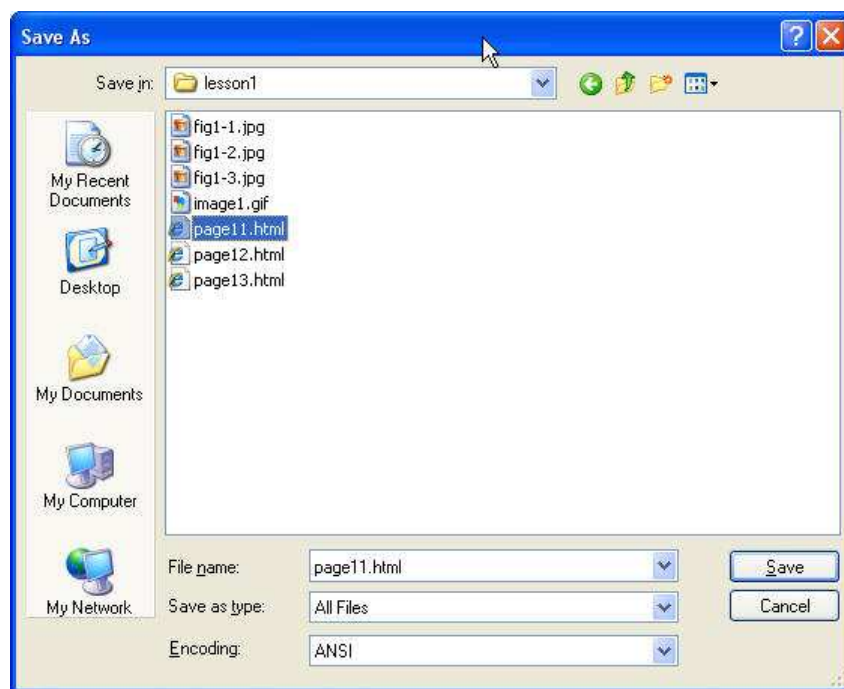 Save As
Save in:
lesson1
fig1-1.jpg
fig1-2.jpg
fig1-3.jpg
image1.gif
page11.html
page12.html
page13.html
My Recent
Documents
Desktop
My Documents
My Computer
My Network
File name:
page11.html
Save
Save as type:
All Files
Cancel
Encoding:
ANSI